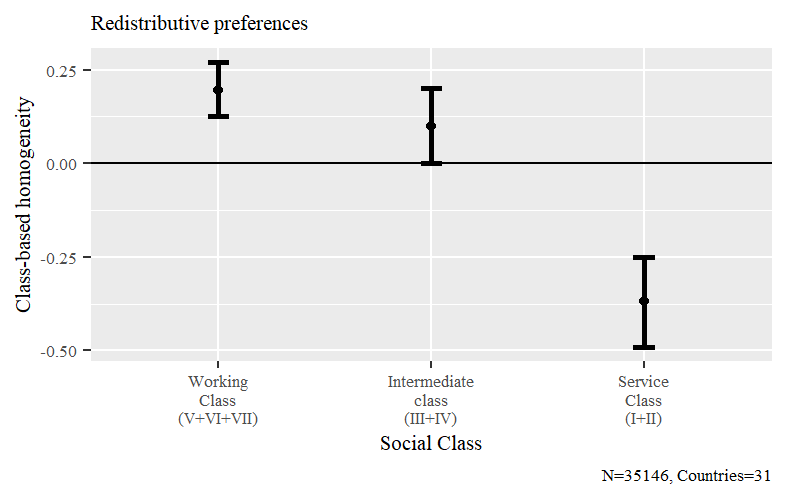 Redistributive preferences
Class-based homogeneity
0.25
0.00
-0.25
-0.50
Working
Class
(V+VI+VII)
Intermediate
class
(III+IV)
Service
Class
(I+II)
Social Class
N=35146, Countries=31